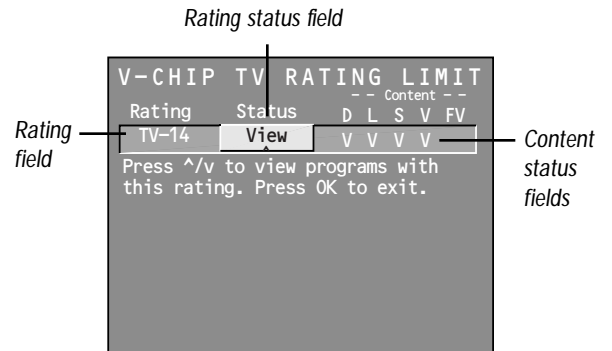 Rating status field
V-CHIP TV RATING LIMIT
-- Content --
Rating Status D L S V FV
Rating field
TV-14 View V V V V
Content status fields
Press ^/v to view programs with
this rating. Press OK to exit.